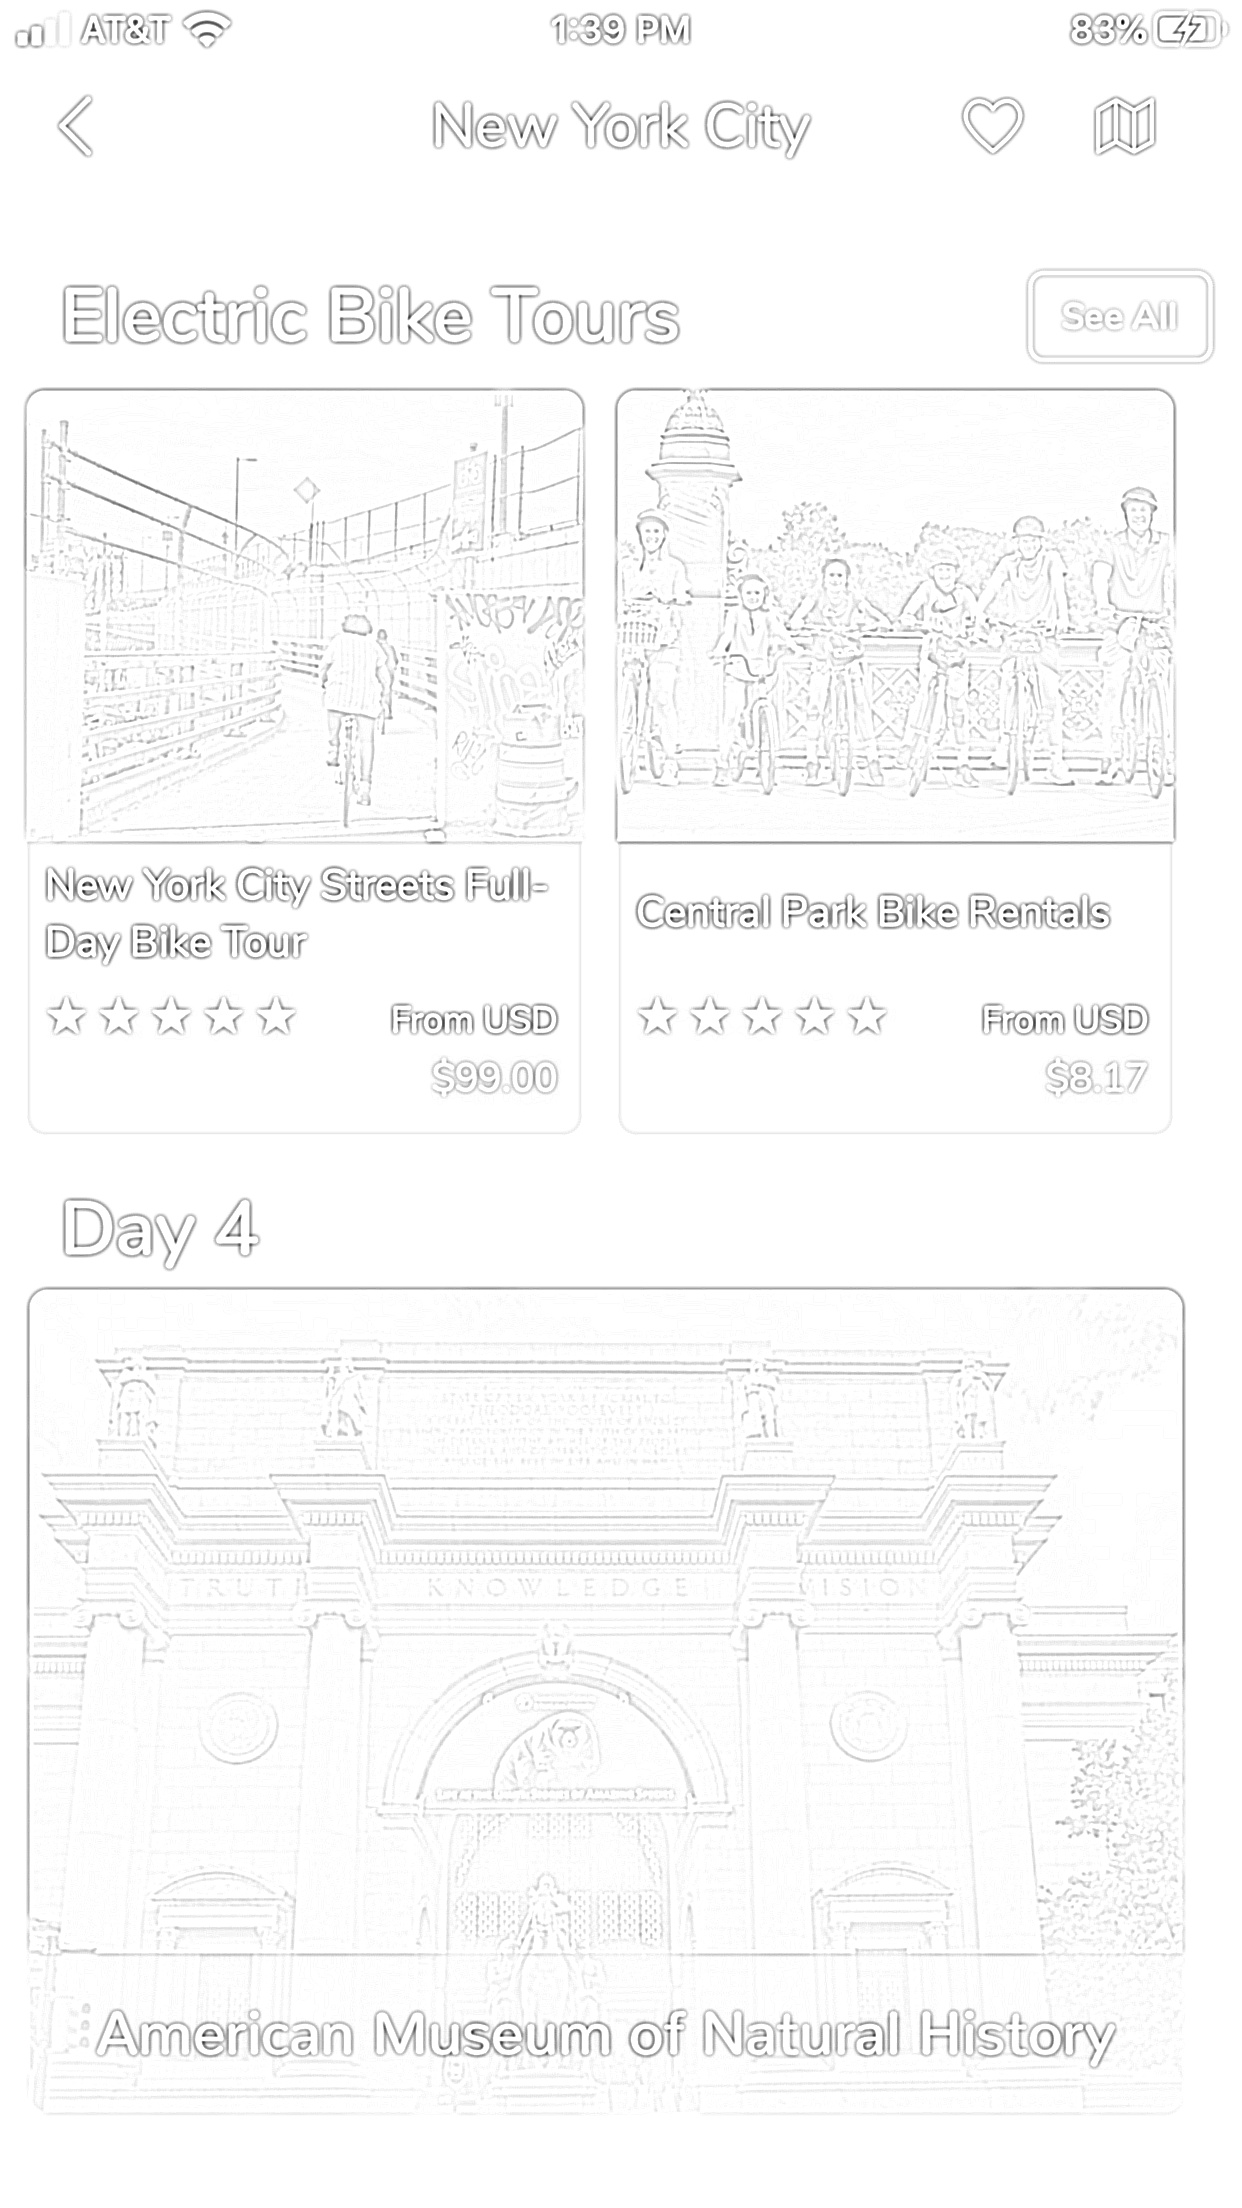 AT&T 1:39 PM 83%
New York City
Electric Bike Tours See All
New York City Streets Full-
Day Bike Tour
From USD
$99.00
Central Park Bike Rentals
From USD
$8.17
Day 4
TRUTH KNOWLEDGE VISION
American Museum of Natural History